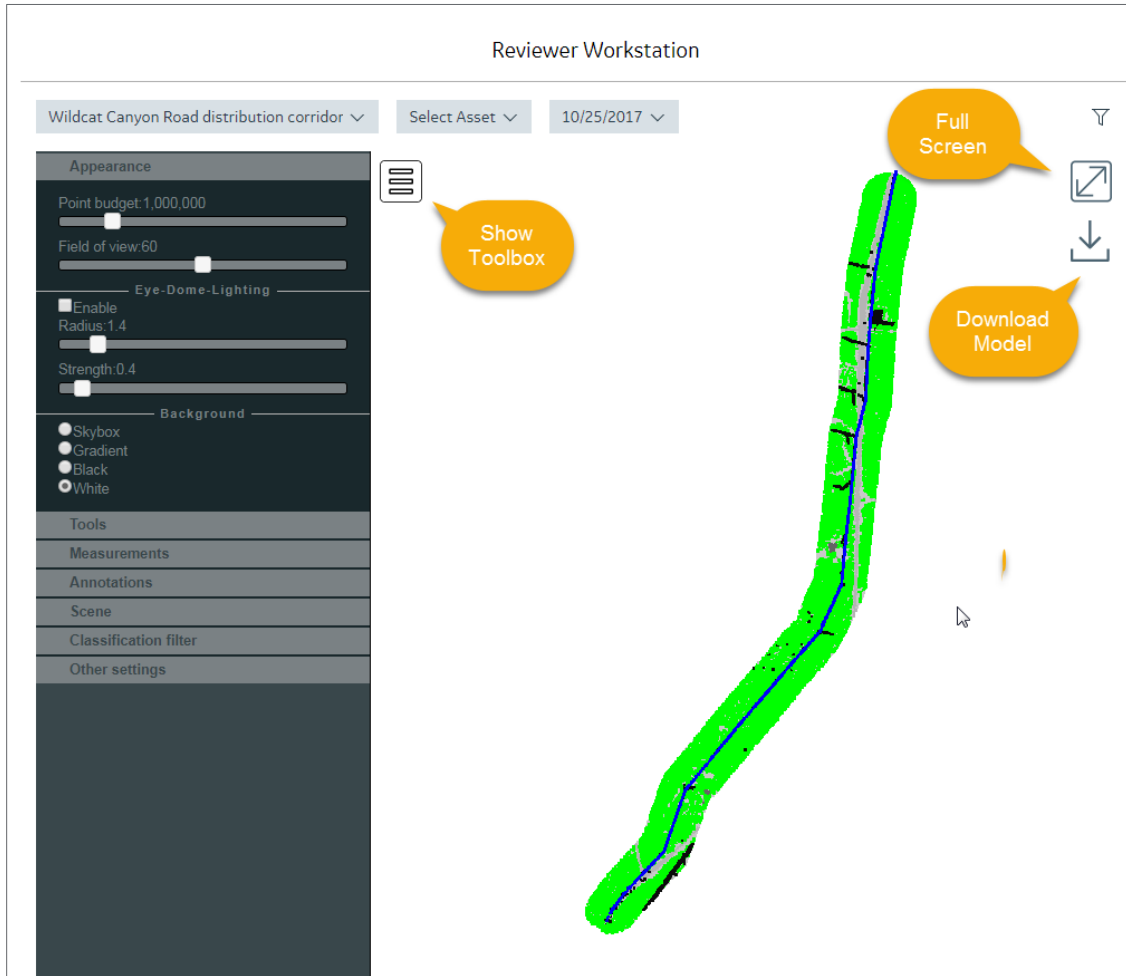 Reviewer Workstation
Wildcat Canyon Road distribution corridor
Select Asset
10/25/2017
Full
Screen
Appearance
Point budget:1,000,000
Show
Toolbox
Field of view:60
Eye-Dome-Lighting
Enable
Radius:1.4
Download
Model
Strength:0.4
Background
Skybox
Gradient
Black
White
Tools
Measurements
Annotations
Scene
Classification filter
Other settings